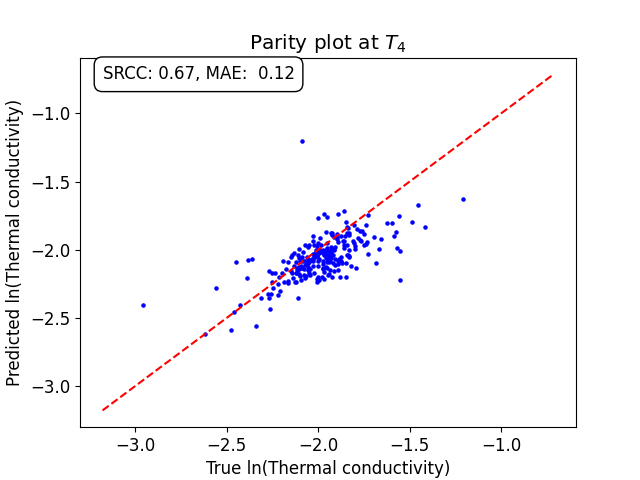 Parity plot at T₄
SRCC: 0.67, MAE:  0.12
Predicted ln(Thermal conductivity)
−1.0
−1.5
−2.0
−2.5
−3.0
−3.0 −2.5 −2.0 −1.5 −1.0
True ln(Thermal conductivity)